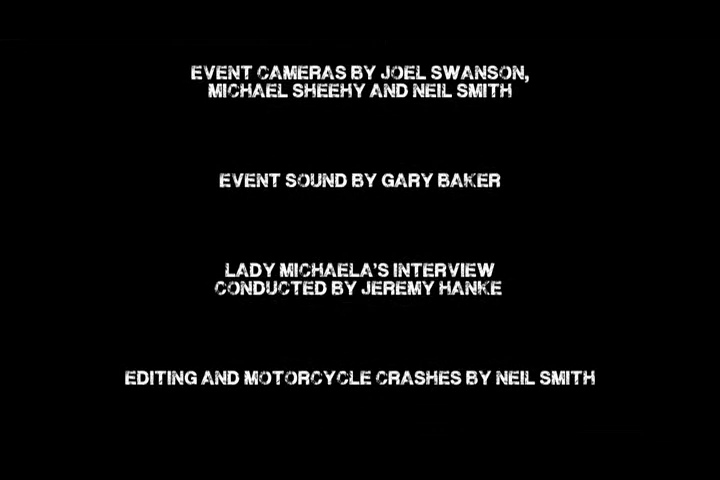 EVENT CAMERAS BY JOEL SWANSON,
MICHAEL SHEEHY AND NEIL SMITH
EVENT SOUND BY GARY BAKER
LADY MICHAELA'S INTERVIEW
CONDUCTED BY JEREMY HANKE
EDITING AND MOTORCYCLE CRASHES BY NEIL SMITH